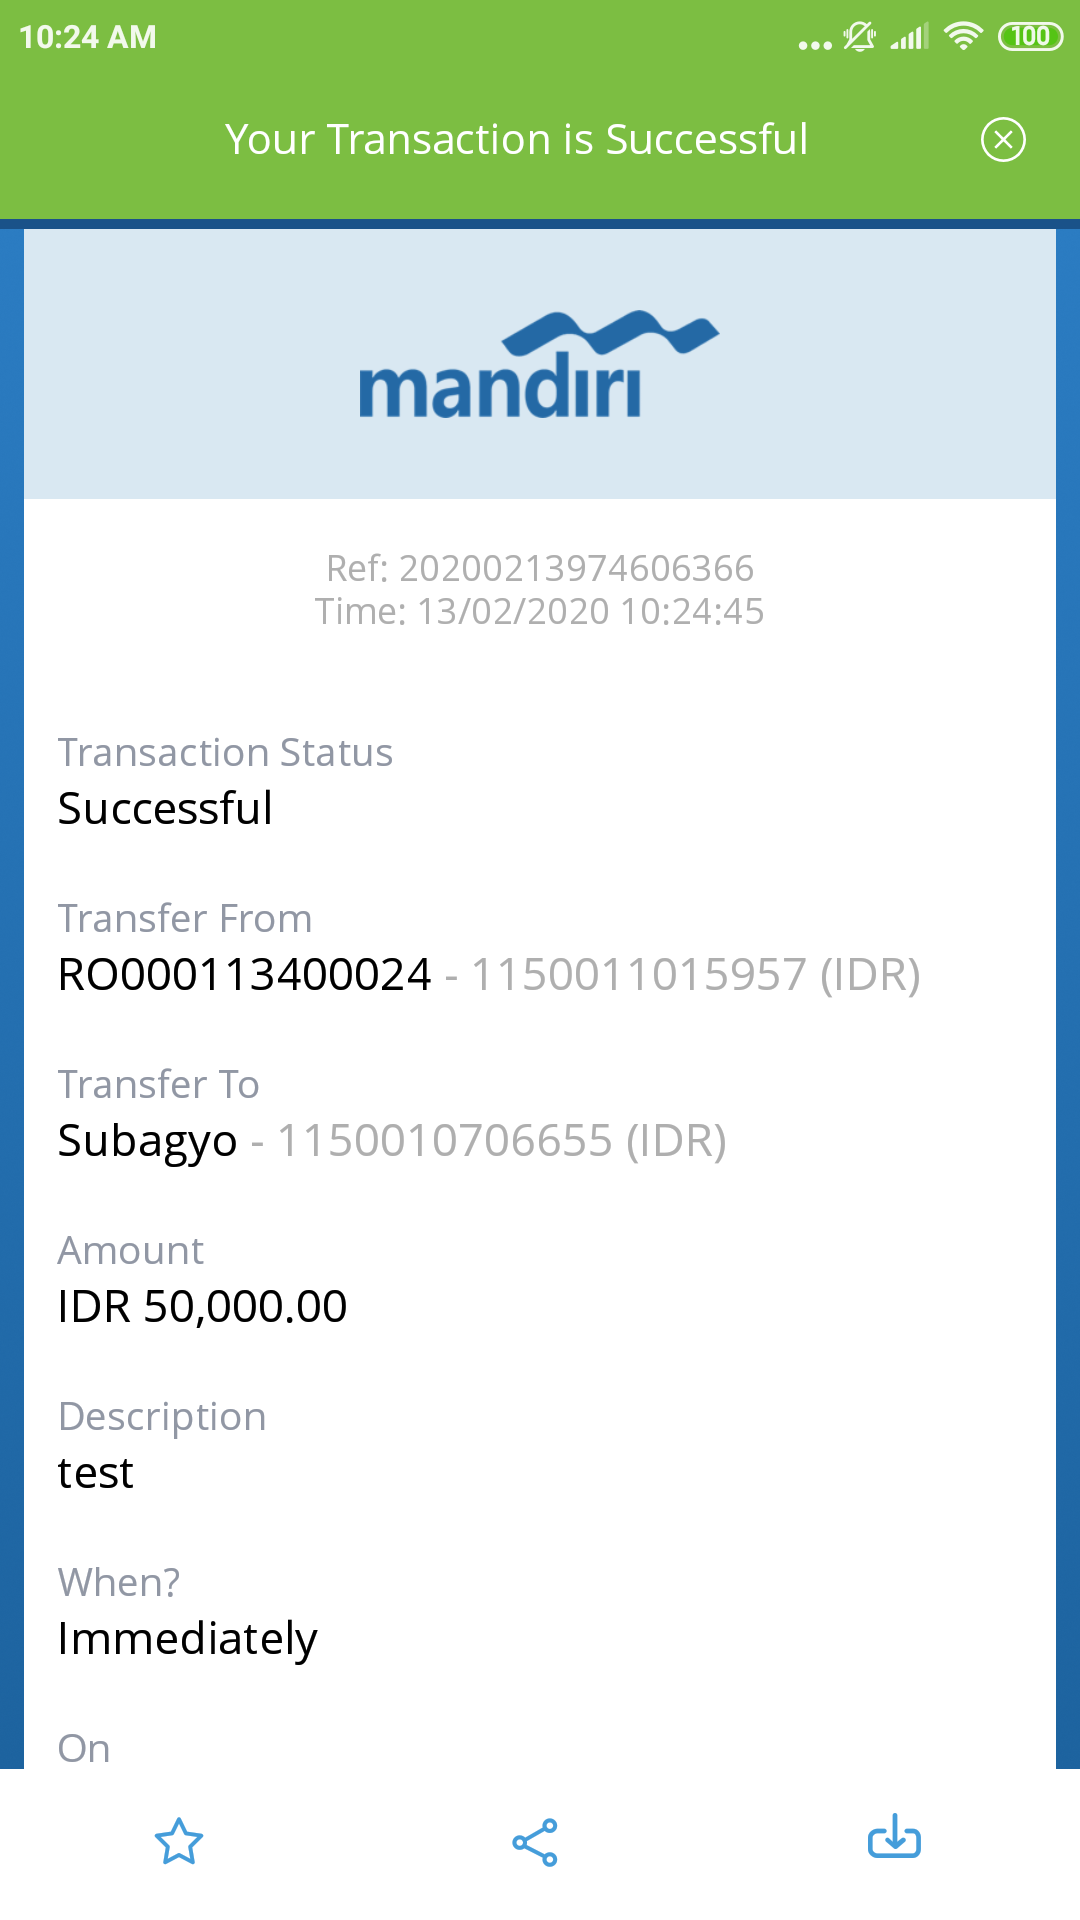 10:24 AM
100
Your Transaction is Successful
mandiri
Ref: 20200213974606366
Time: 13/02/2020 10:24:45
Transaction Status
Successful
Transfer From
RO000113400024 - 1150011015957 (IDR)
Transfer To
Subagyo - 1150010706655 (IDR)
Amount
IDR 50,000.00
Description
test
When?
Immediately
On